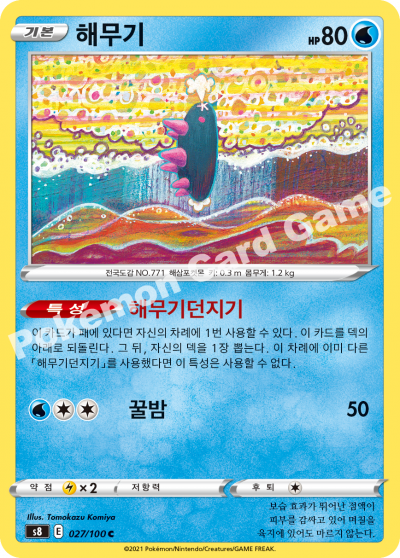 기본 해무기 HP 80
전국도감 NO.771 해삼포켓몬 키: 0.3 m 몸무게: 1.2 kg
특성 해무기던지기
이 카드가 패에 있다면 자신의 차례에 1번 사용할 수 있다. 이 카드를 덱의
아래로 되돌린다. 그 뒤, 자신의 덱을 1장 뽑는다. 이 차례에 이미 다른
「해무기던지기」를 사용했다면 이 특성은 사용할 수 없다.
꿀밤 50
약점 ×2 저항력 후퇴
Illus. Tomokazu Komiya
s8 E 027/100 C
보습 효과가 뛰어난 점액이
피부를 감싸고 있어 며칠을
육지에 있어도 마르지 않는다.
©2021 Pokémon/Nintendo/Creatures/GAME FREAK.
Pokémon Card Game